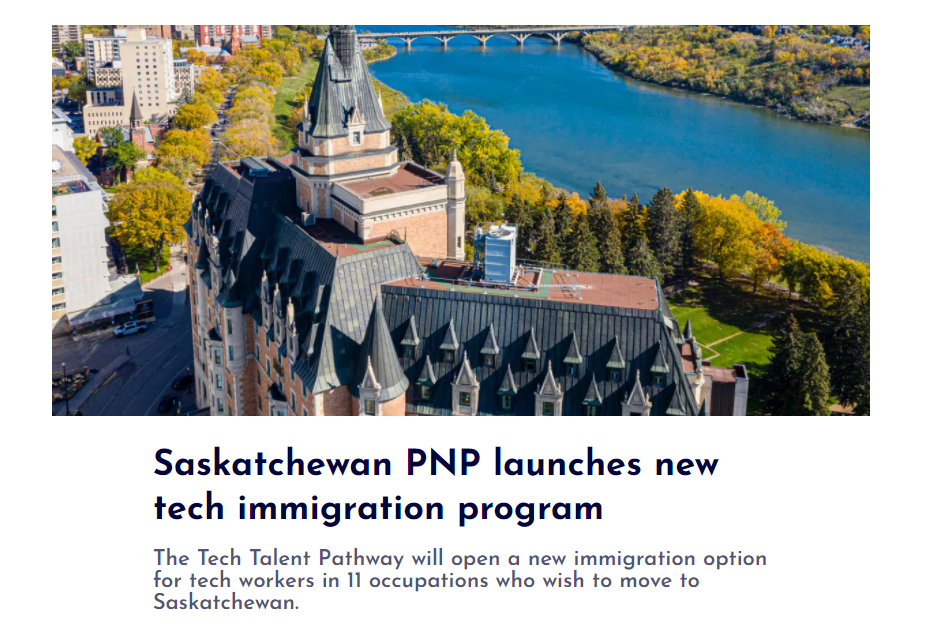 Saskatchewan PNP launches new
tech immigration program
The Tech Talent Pathway will open a new immigration option
for tech workers in 11 occupations who wish to move to
Saskatchewan.